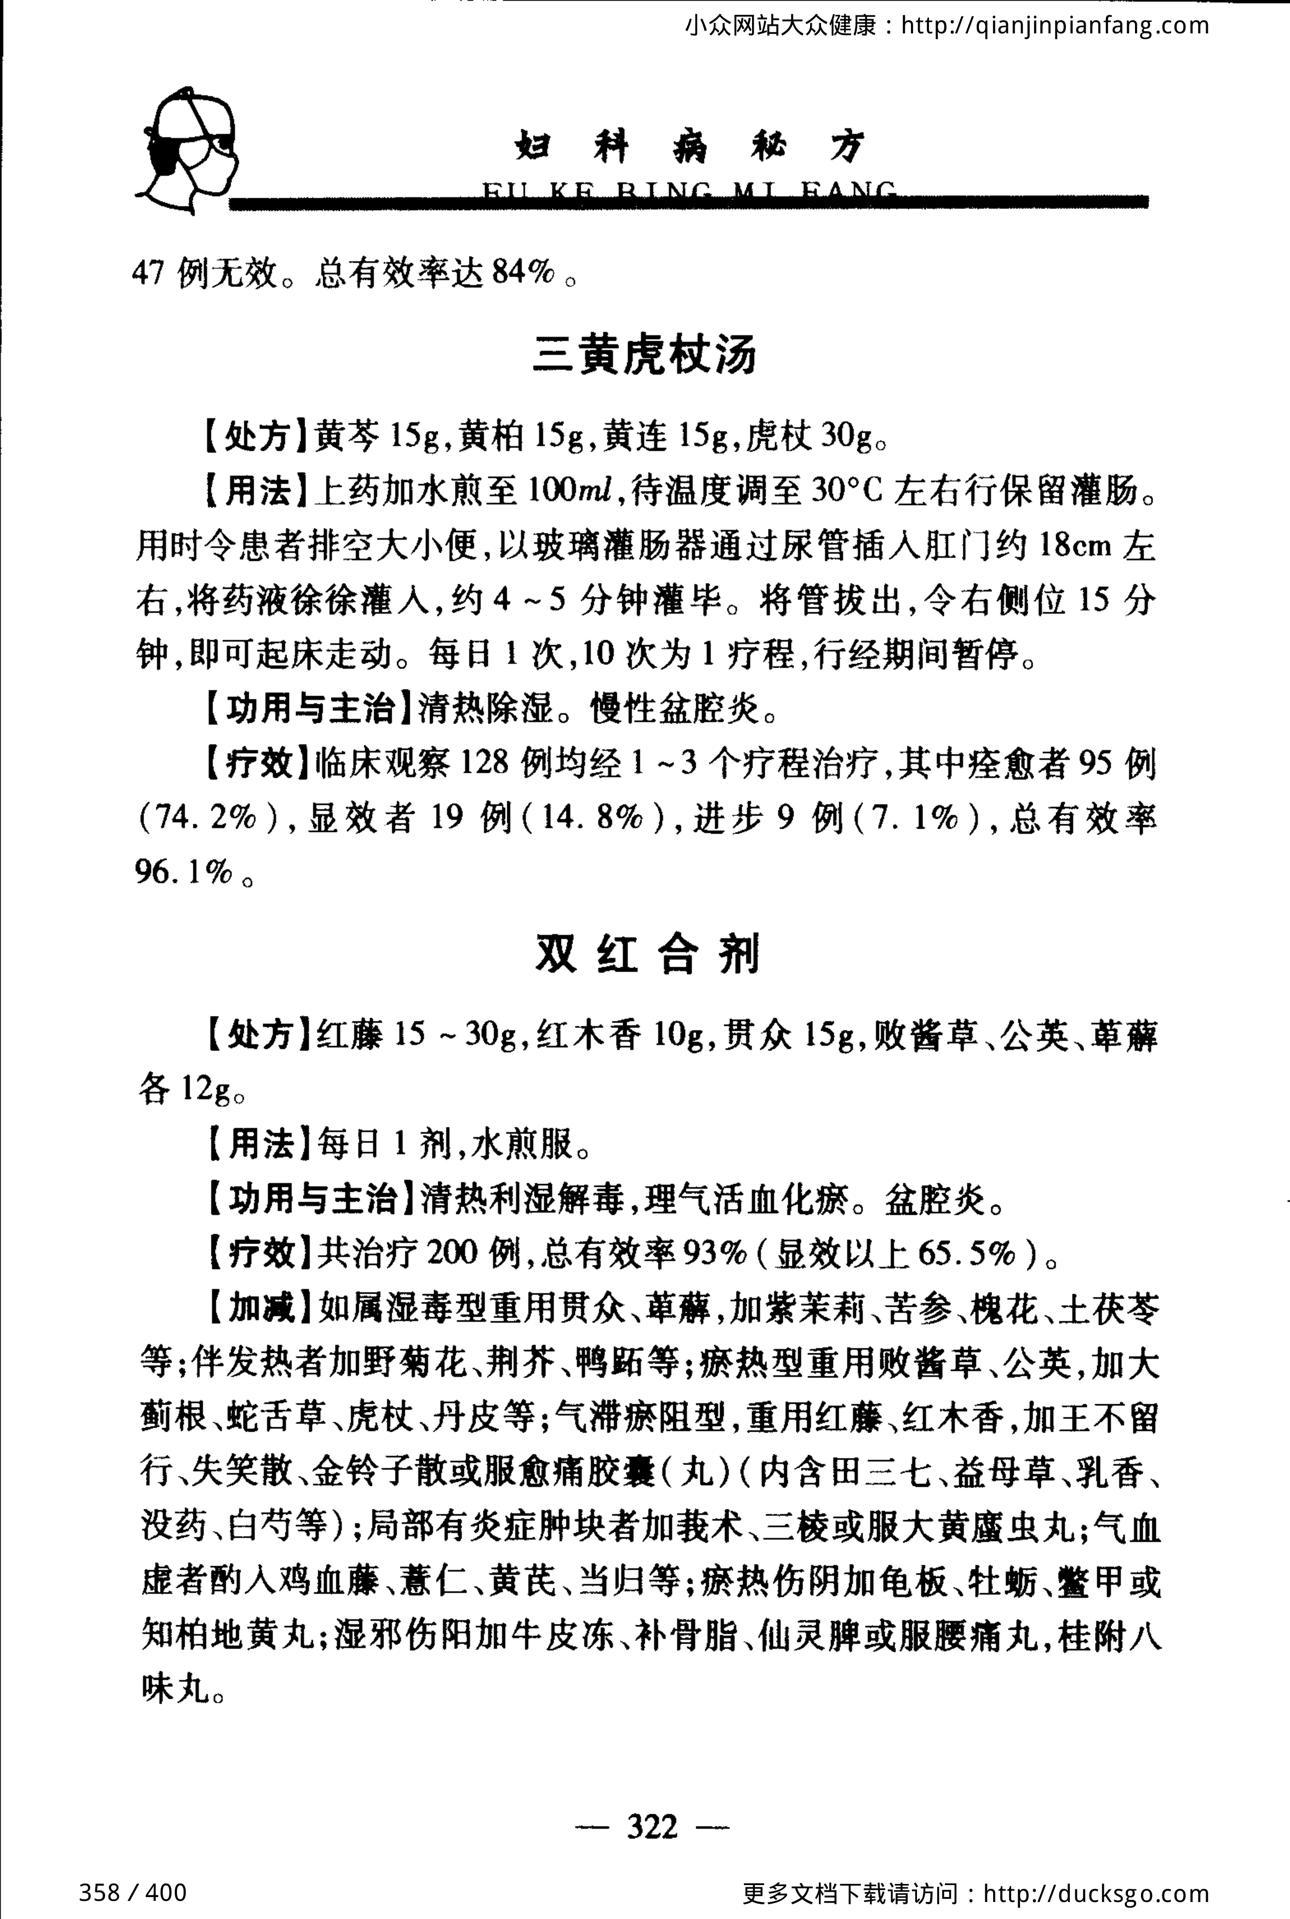 小众网站大众健康：http://qianjinpianfang.com
妇科病秘方
FU KE BING MI FANG
47 例无效。总有效率达 84%。
三黄虎杖汤
【处方】黄芩 15g,黄柏 15g,黄连 15g,虎杖 30g。
【用法】上药加水煎至 100ml,待温度调至 30°C 左右行保留灌肠。
用时令患者排空大小便,以玻璃灌肠器通过尿管插入肛门约 18cm 左
右,将药液徐徐灌入,约 4 ~ 5 分钟灌毕。将管拔出,令右侧位 15 分
钟,即可起床走动。每日 1 次,10 次为 1 疗程,行经期间暂停。
【功用与主治】清热除湿。慢性盆腔炎。
【疗效】临床观察 128 例均经 1 ~ 3 个疗程治疗,其中痊愈者 95 例
(74. 2%),显效者 19 例(14. 8%),进步 9 例(7. 1%),总有效率
96. 1%。
双红合剂
【处方】红藤 15 ~ 30g,红木香 10g,贯众 15g,败酱草、公英、萆薢
各 12g。
【用法】每日 1 剂,水煎服。
【功用与主治】清热利湿解毒,理气活血化瘀。盆腔炎。
【疗效】共治疗 200 例,总有效率 93%(显效以上 65.5%)。
【加减】如属湿毒型重用贯众、萆薢,加紫茉莉、苦参、槐花、土茯苓
等;伴发热者加野菊花、荆芥、鸭跖等;瘀热型重用败酱草、公英,加大
蓟根、蛇舌草、虎杖、丹皮等;气滞瘀阻型,重用红藤、红木香,加王不留
行、失笑散、金铃子散或服愈痛胶囊(丸)(内含田三七、益母草、乳香、
没药、白芍等);局部有炎症肿块者加莪术、三棱或服大黄䗪虫丸;气血
虚者酌入鸡血藤、薏仁、黄芪、当归等;瘀热伤阴加龟板、牡蛎、鳖甲或
知柏地黄丸;湿邪伤阳加牛皮冻、补骨脂、仙灵脾或服腰痛丸,桂附八
味丸。
— 322 —
358 / 400
更多文档下载请访问：http://ducksgo.com